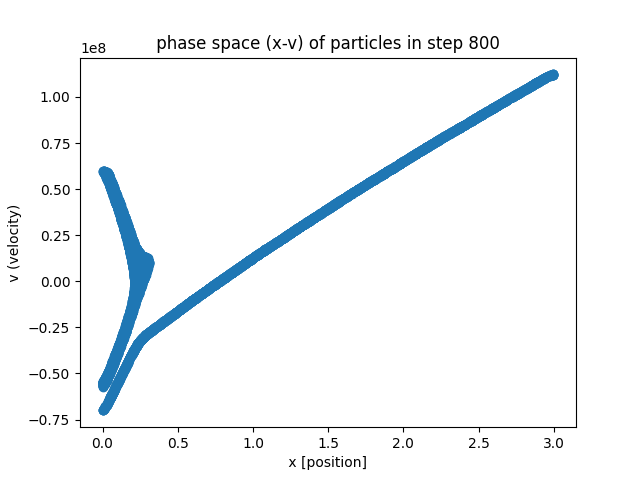 phase space (x-v) of particles in step 800
1e8
1.00
0.75
0.50
0.25
0.00
−0.25
−0.50
−0.75
v (velocity)
0.0 0.5 1.0 1.5 2.0 2.5 3.0
x [position]